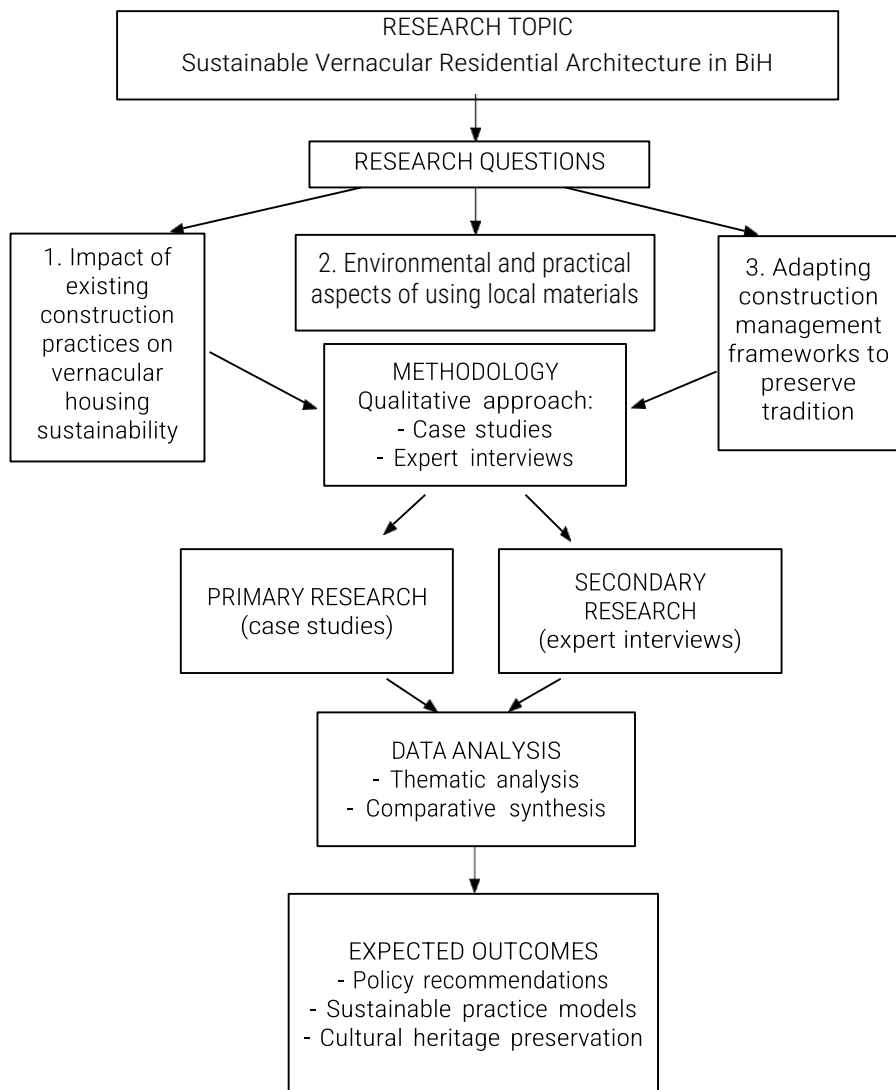 RESEARCH TOPIC
Sustainable Vernacular Residential Architecture in BiH
RESEARCH QUESTIONS
1. Impact of
existing
construction
practices on
vernacular
housing
sustainability
2. Environmental and practical
aspects of using local materials
3. Adapting
construction
management
frameworks to
preserve
tradition
METHODOLOGY
Qualitative approach:
- Case studies
- Expert interviews
PRIMARY RESEARCH
(case studies)
SECONDARY
RESEARCH
(expert interviews)
DATA ANALYSIS
- Thematic analysis
- Comparative synthesis
EXPECTED OUTCOMES
- Policy recommendations
- Sustainable practice models
- Cultural heritage preservation